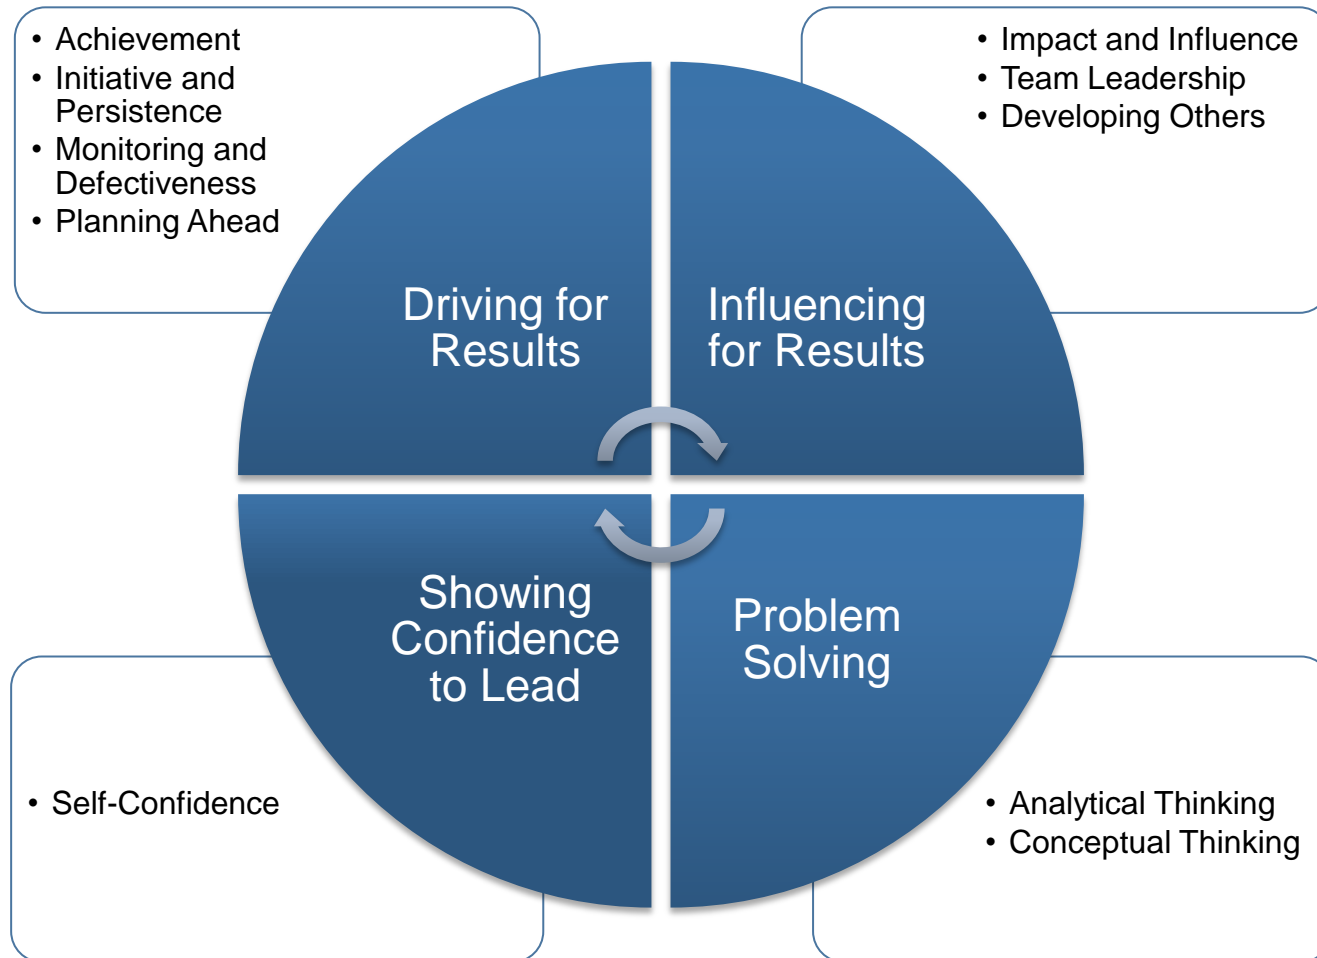 • Achievement
• Initiative and
Persistence
• Monitoring and
Defectiveness
• Planning Ahead
• Impact and Influence
• Team Leadership
• Developing Others
Driving for
Results
Influencing
for Results
Showing
Confidence
to Lead
Problem
Solving
• Self-Confidence
• Analytical Thinking
• Conceptual Thinking